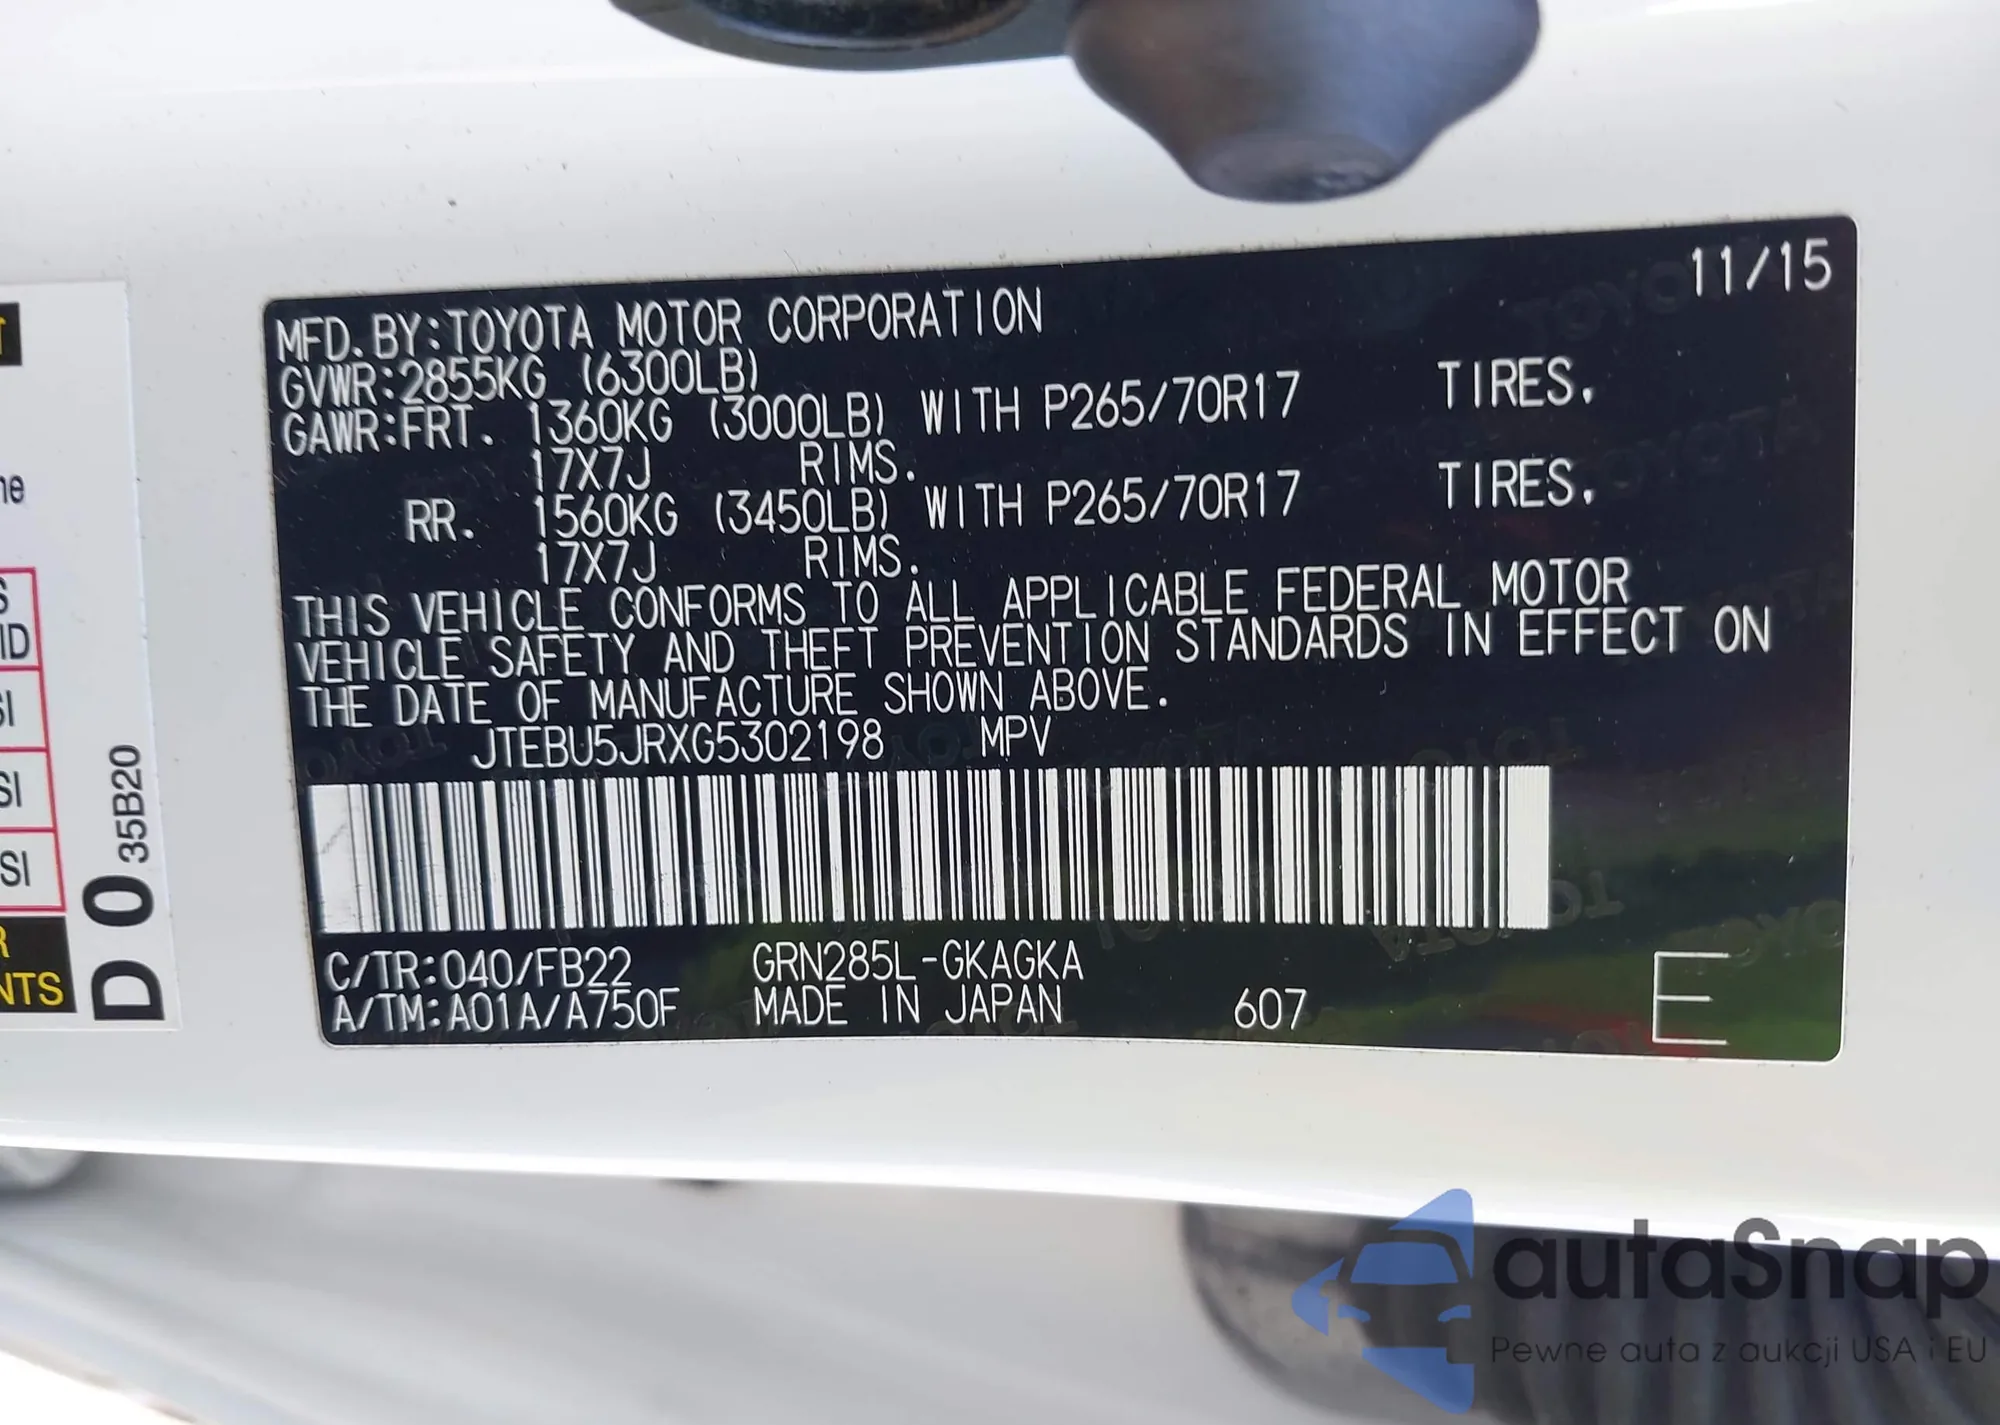 11/15
MFD. BY:TOYOTA MOTOR CORPORATION
GVWR:2855KG (6300LB)
GAWR:FRT. 1360KG (3000LB) WITH P265/70R17 TIRES.
17X7J RIMS.
RR. 1560KG (3450LB) WITH P265/70R17 TIRES.
17X7J RIMS.
THIS VEHICLE CONFORMS TO ALL APPLICABLE FEDERAL MOTOR
VEHICLE SAFETY AND THEFT PREVENTION STANDARDS IN EFFECT ON
THE DATE OF MANUFACTURE SHOWN ABOVE.
JTEBU5JRXG5302198 MPV
C/TR:040/FB22 GRN285L-GKAGKA
A/TM:A01A/A750F MADE IN JAPAN 607 E
D 0 35B20
autaSnap
Pewne auta z aukcji USA i EU